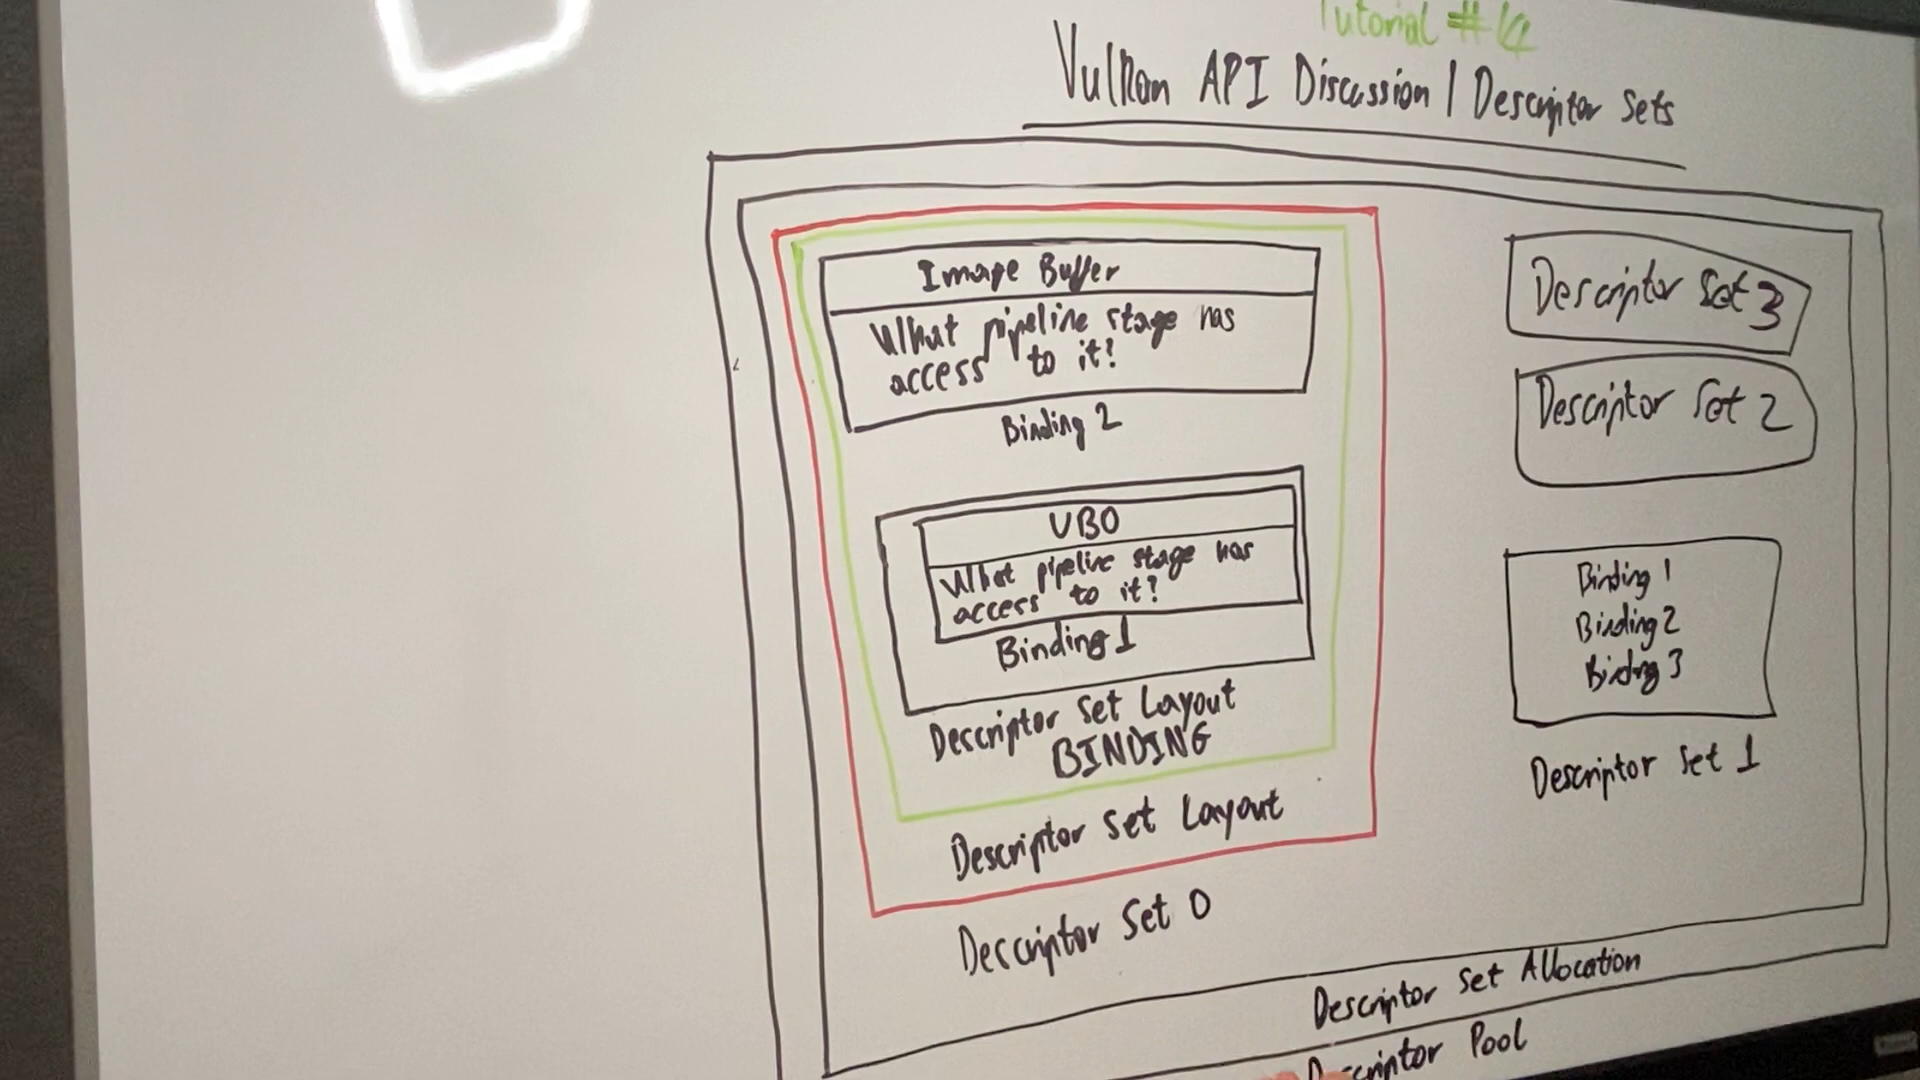 Tutorial #14
Vulkan API Discussion | Descriptor Sets
Image Buffer
What pipeline stage has
access to it?
Binding 2
UBO
What pipeline stage has
access to it?
Binding 1
Descriptor Set Layout
BINDING
Descriptor Set Layout
Descriptor Set 0
Descriptor Set 3
Descriptor Set 2
Binding 1
Binding 2
Binding 3
Descriptor Set 1
Descriptor Set Allocation
Descriptor Pool